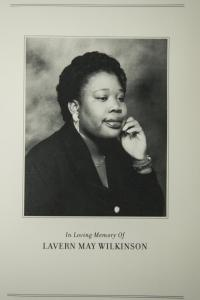 In Loving Memory Of
LAVERN MAY WILKINSON